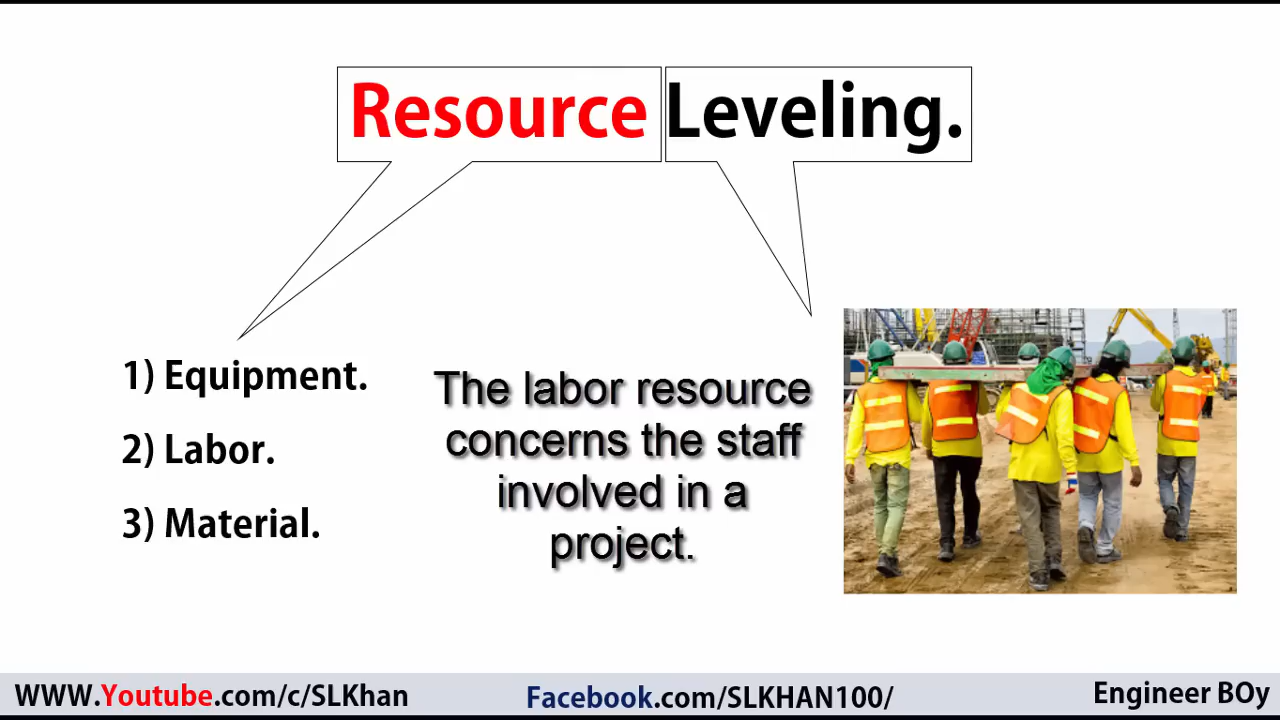 Resource Leveling.
1) Equipment.
2) Labor.
3) Material.
The labor resource
concerns the staff
involved in a
project.
WWW.Youtube.com/c/SLKhan
Facebook.com/SLKHAN100/
Engineer BOy